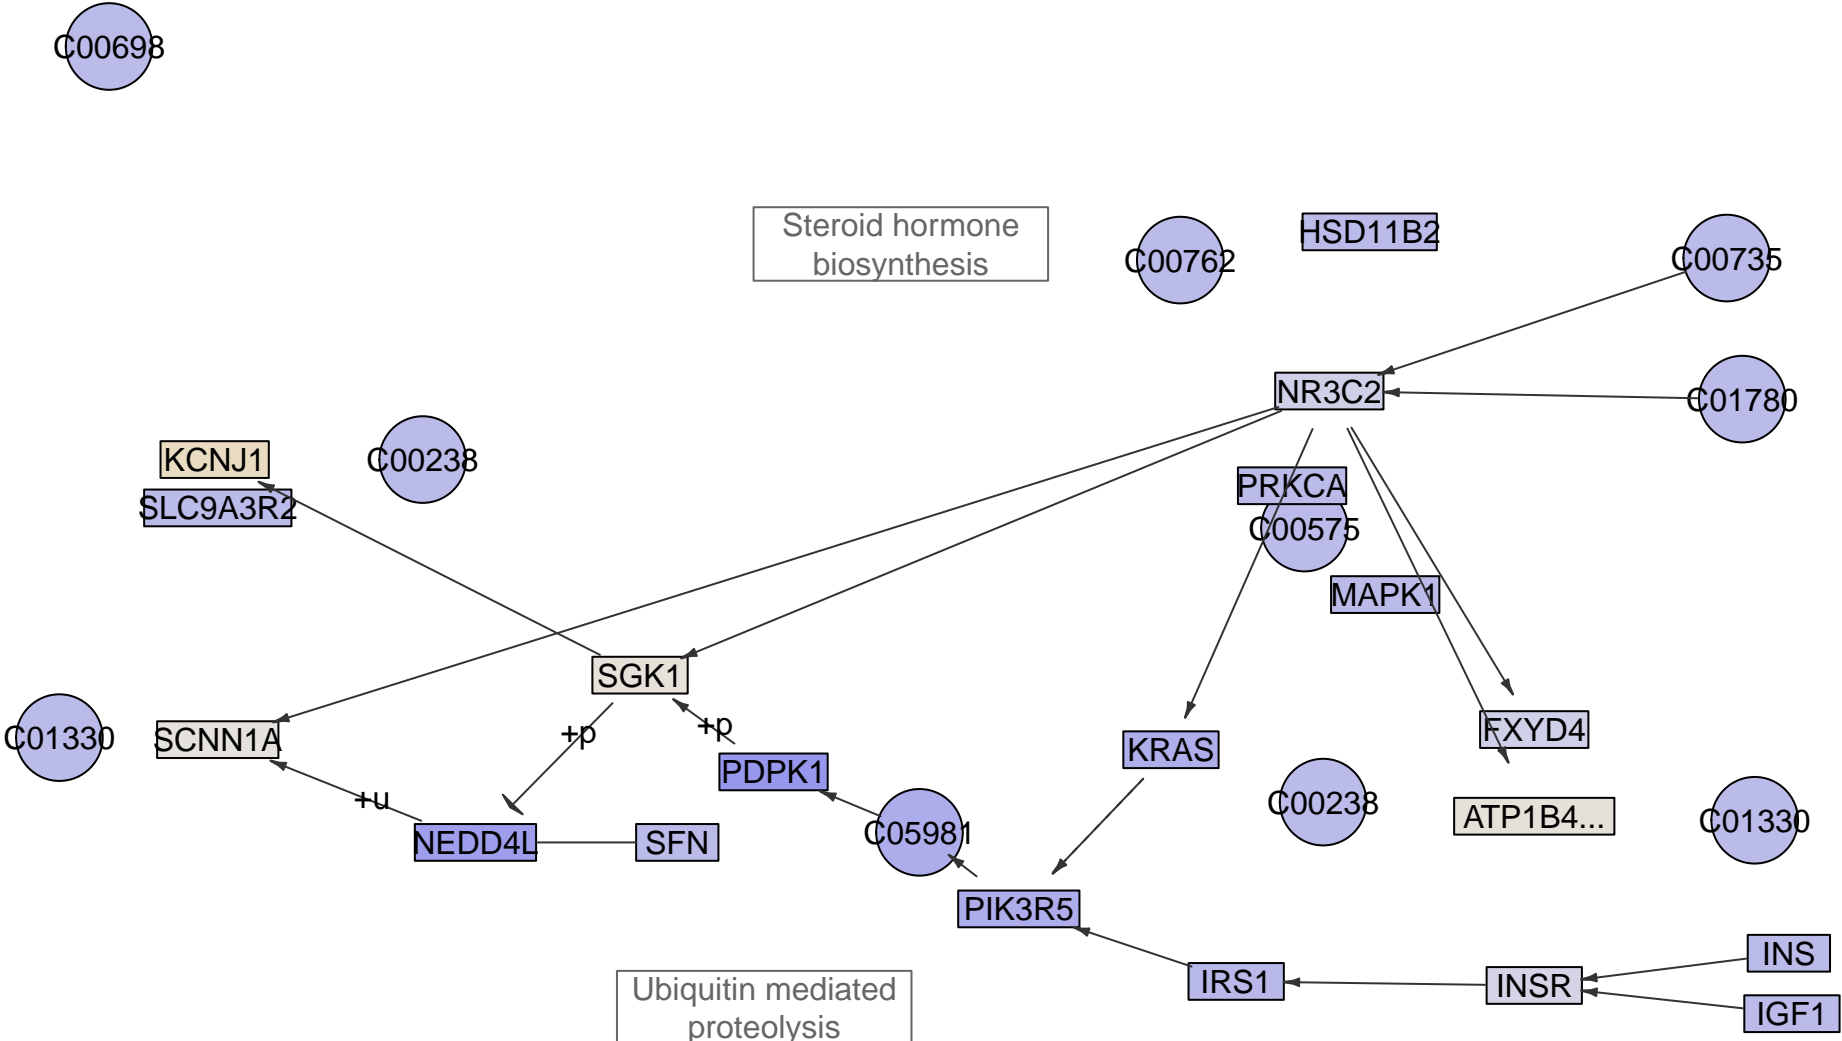 C00698
Steroid hormone
biosynthesis
C00762
HSD11B2
C00735
NR3C2
C01780
KCNJ1
C00238
SLC9A3R2
PRKCA
C00575
MAPK1
SGK1
C01330
SCNN1A
+p
+p
FXYD4
KRAS
PDPK1
+u
C00238
ATP1B4...
C01330
NEDD4L
SFN
C05981
PIK3R5
INS
IRS1
INSR
Ubiquitin mediated
proteolysis
IGF1